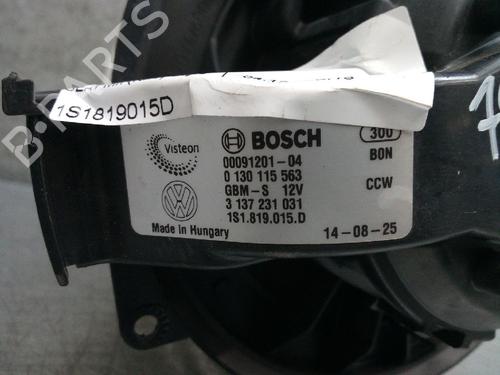 B-PARTS
1S1819015D
Visteon
BOSCH
300
00091201-04
BON
0 130 115 563
GBM-S 12V
CCW
3 137 231 031
1S1.819.015.D
Made in Hungary
14-08-25